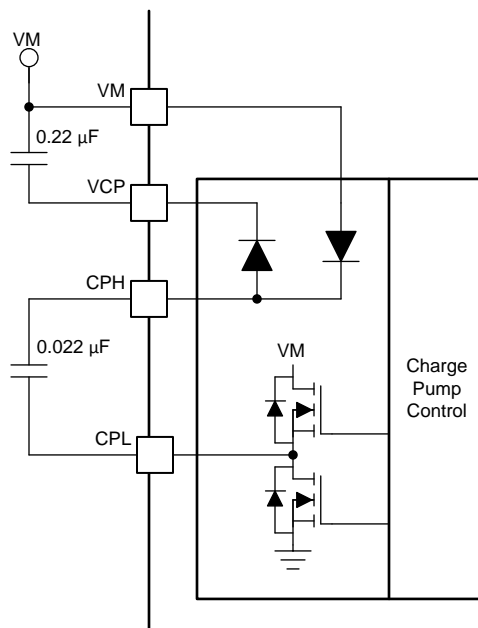 VM
VM
0.22 µF
VCP
CPH
0.022 µF
VM
Charge
Pump
Control
CPL